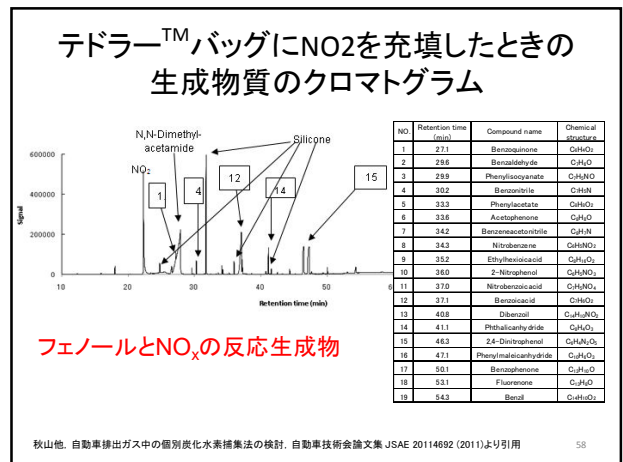 テドラー™バッグにNO2を充填したときの
生成物質のクロマトグラム
N,N-Dimethyl-
acetamide
Silicone
NO₂
1
4
12
14
15
600000
400000
200000
0
Signal
10
20
30
40
50
Retention time (min)
フェノールとNOₓの反応生成物
NO. Retention time (min) Compound name Chemical structure
1 27.1 Benzoquinone C₆H₄O₂
2 29.6 Benzaldehyde C₇H₆O
3 29.9 Phenylisocyanate C₇H₅NO
4 30.2 Benzonitrile C₇H₅N
5 33.3 Phenylacetate C₈H₈O₂
6 33.6 Acetophenone C₈H₈O
7 34.2 Benzeneacetonitrile C₈H₇N
8 34.3 Nitrobenzene C₆H₅NO₂
9 35.2 Ethylhexioicacid C₈H₁₆O₂
10 36.0 2-Nitrophenol C₆H₅NO₃
11 37.0 Nitrobenzoicacid C₇H₅NO₄
12 37.1 Benzoicacid C₇H₆O₂
13 40.8 Dibenzoil C₁₄H₁₀NO₂
14 41.1 Phthalicanhydride C₈H₄O₃
15 46.3 2,4-Dinitrophenol C₆H₄N₂O₅
16 47.1 Phenylmaleicanhydride C₁₀H₆O₃
17 50.1 Benzophenone C₁₃H₁₀O
18 53.1 Fluorenone C₁₃H₈O
19 54.3 Benzil C₁₄H₁₀O₂
秋山他，自動車排出ガス中の個別炭化水素捕集法の検討，自動車技術会論文集 JSAE 20114692 (2011)より引用
58